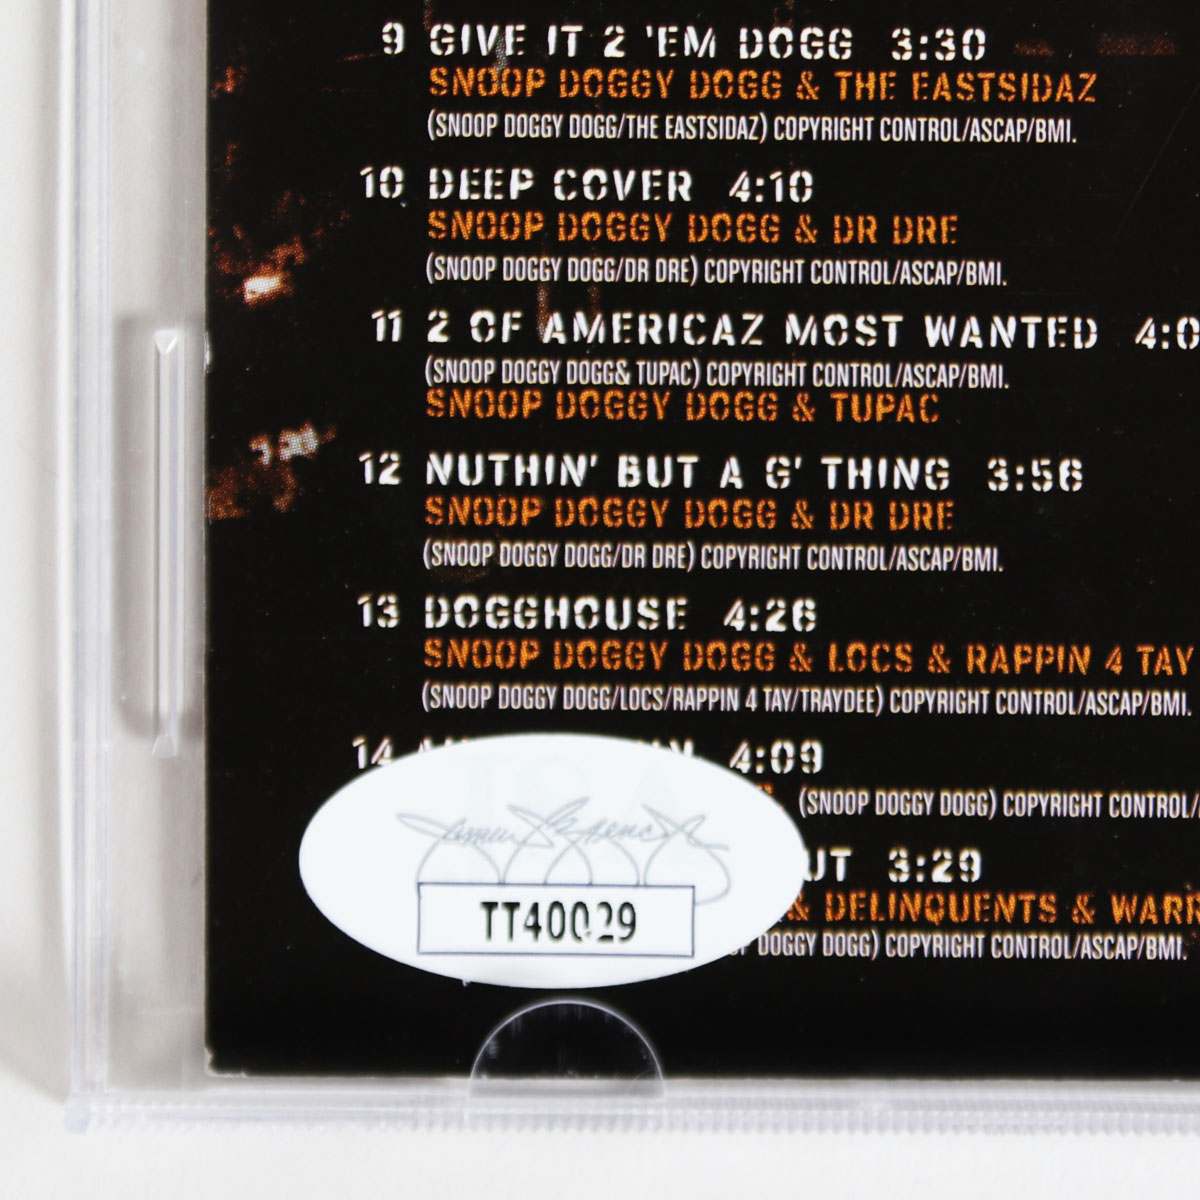 9 GIVE IT 2 'EM DOGG 3:30
SNOOP DOGGY DOGG & THE EASTSIDAZ
(SNOOP DOGGY DOGG/THE EASTSIDAZ) COPYRIGHT CONTROL/ASCAP/BMI.
10 DEEP COVER 4:10
SNOOP DOGGY DOGG & DR DRE
(SNOOP DOGGY DOGG/DR DRE) COPYRIGHT CONTROL/ASCAP/BMI.
11 2 OF AMERICAZ MOST WANTED 4:0
(SNOOP DOGGY DOGG& TUPAC) COPYRIGHT CONTROL/ASCAP/BMI.
SNOOP DOGGY DOGG & TUPAC
12 NUTHIN' BUT A G' THING 3:56
SNOOP DOGGY DOGG & DR DRE
(SNOOP DOGGY DOGG/DR DRE) COPYRIGHT CONTROL/ASCAP/BMI.
13 DOGGHOUSE 4:26
SNOOP DOGGY DOGG & LOCS & RAPPIN 4 TAY
(SNOOP DOGGY DOGG/LOCS/RAPPIN 4 TAY/TRAYDEE) COPYRIGHT CONTROL/ASCAP/BMI.
14 4:09
(SNOOP DOGGY DOGG) COPYRIGHT CONTROL/
UT 3:29
& DELINQUENTS & WARR
DOGGY DOGG) COPYRIGHT CONTROL/ASCAP/BMI.
TT40029